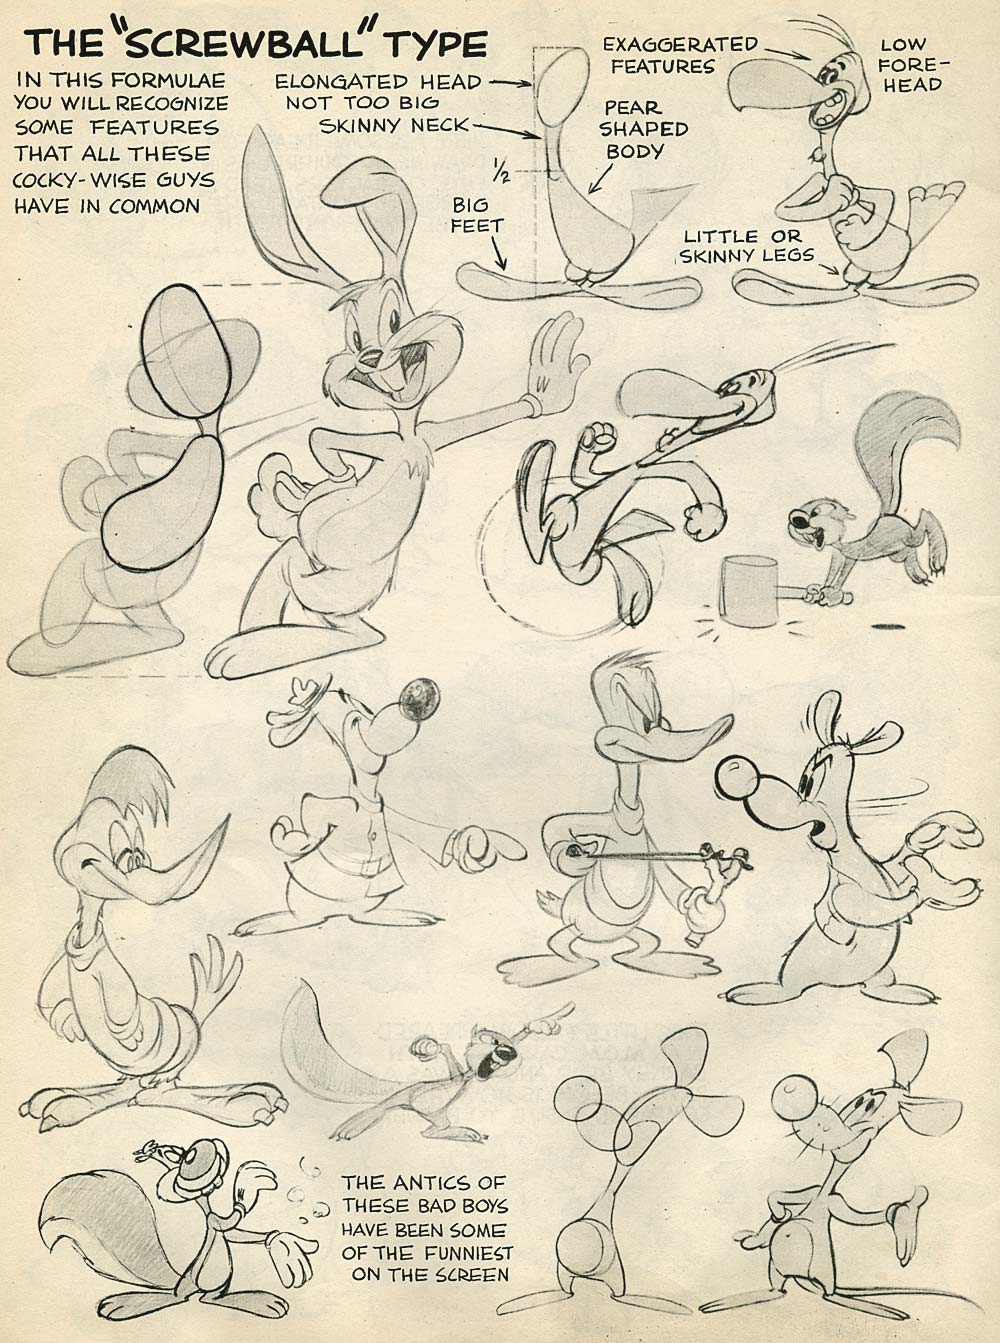 THE "SCREWBALL" TYPE
IN THIS FORMULAE
YOU WILL RECOGNIZE
SOME FEATURES
THAT ALL THESE
COCKY-WISE GUYS
HAVE IN COMMON
ELONGATED HEAD
NOT TOO BIG
SKINNY NECK
1/2
BIG
FEET
PEAR
SHAPED
BODY
EXAGGERATED
FEATURES
LOW
FORE-
HEAD
LITTLE OR
SKINNY LEGS
THE ANTICS OF
THESE BAD BOYS
HAVE BEEN SOME
OF THE FUNNIEST
ON THE SCREEN